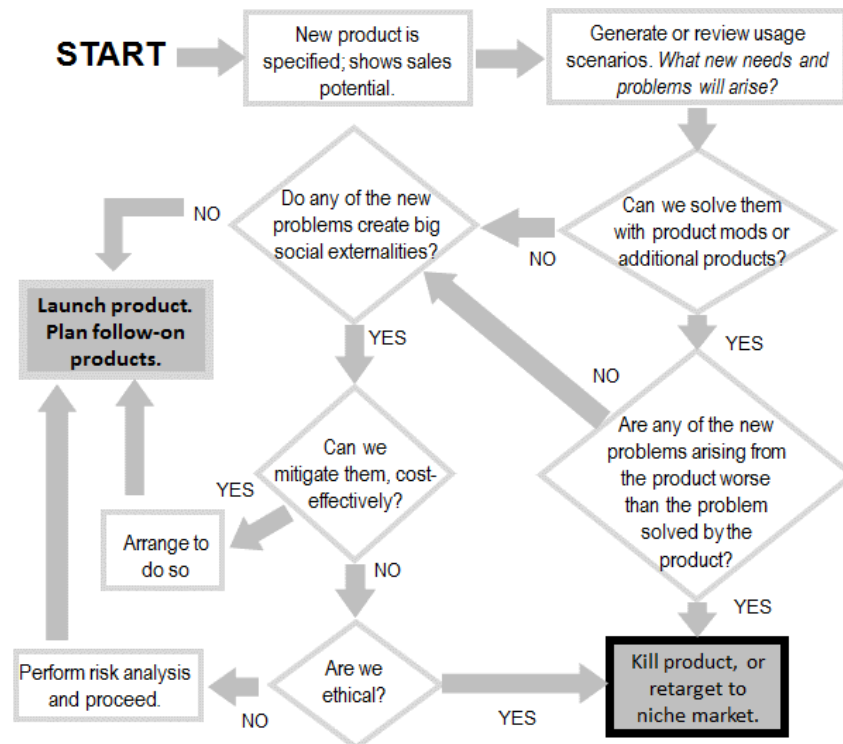 START
New product is
specified; shows sales
potential.
Generate or review usage
scenarios. What new needs and
problems will arise?
Can we solve them
with product mods or
additional products?
NO
YES
Do any of the new
problems create big
social externalities?
NO
YES
Launch product.
Plan follow-on
products.
Are any of the new
problems arising from
the product worse
than the problem
solved by the
product?
NO
YES
Can we
mitigate them, cost-
effectively?
YES
NO
Arrange to
do so
Are we
ethical?
NO
YES
Perform risk analysis
and proceed.
Kill product, or
retarget to
niche market.